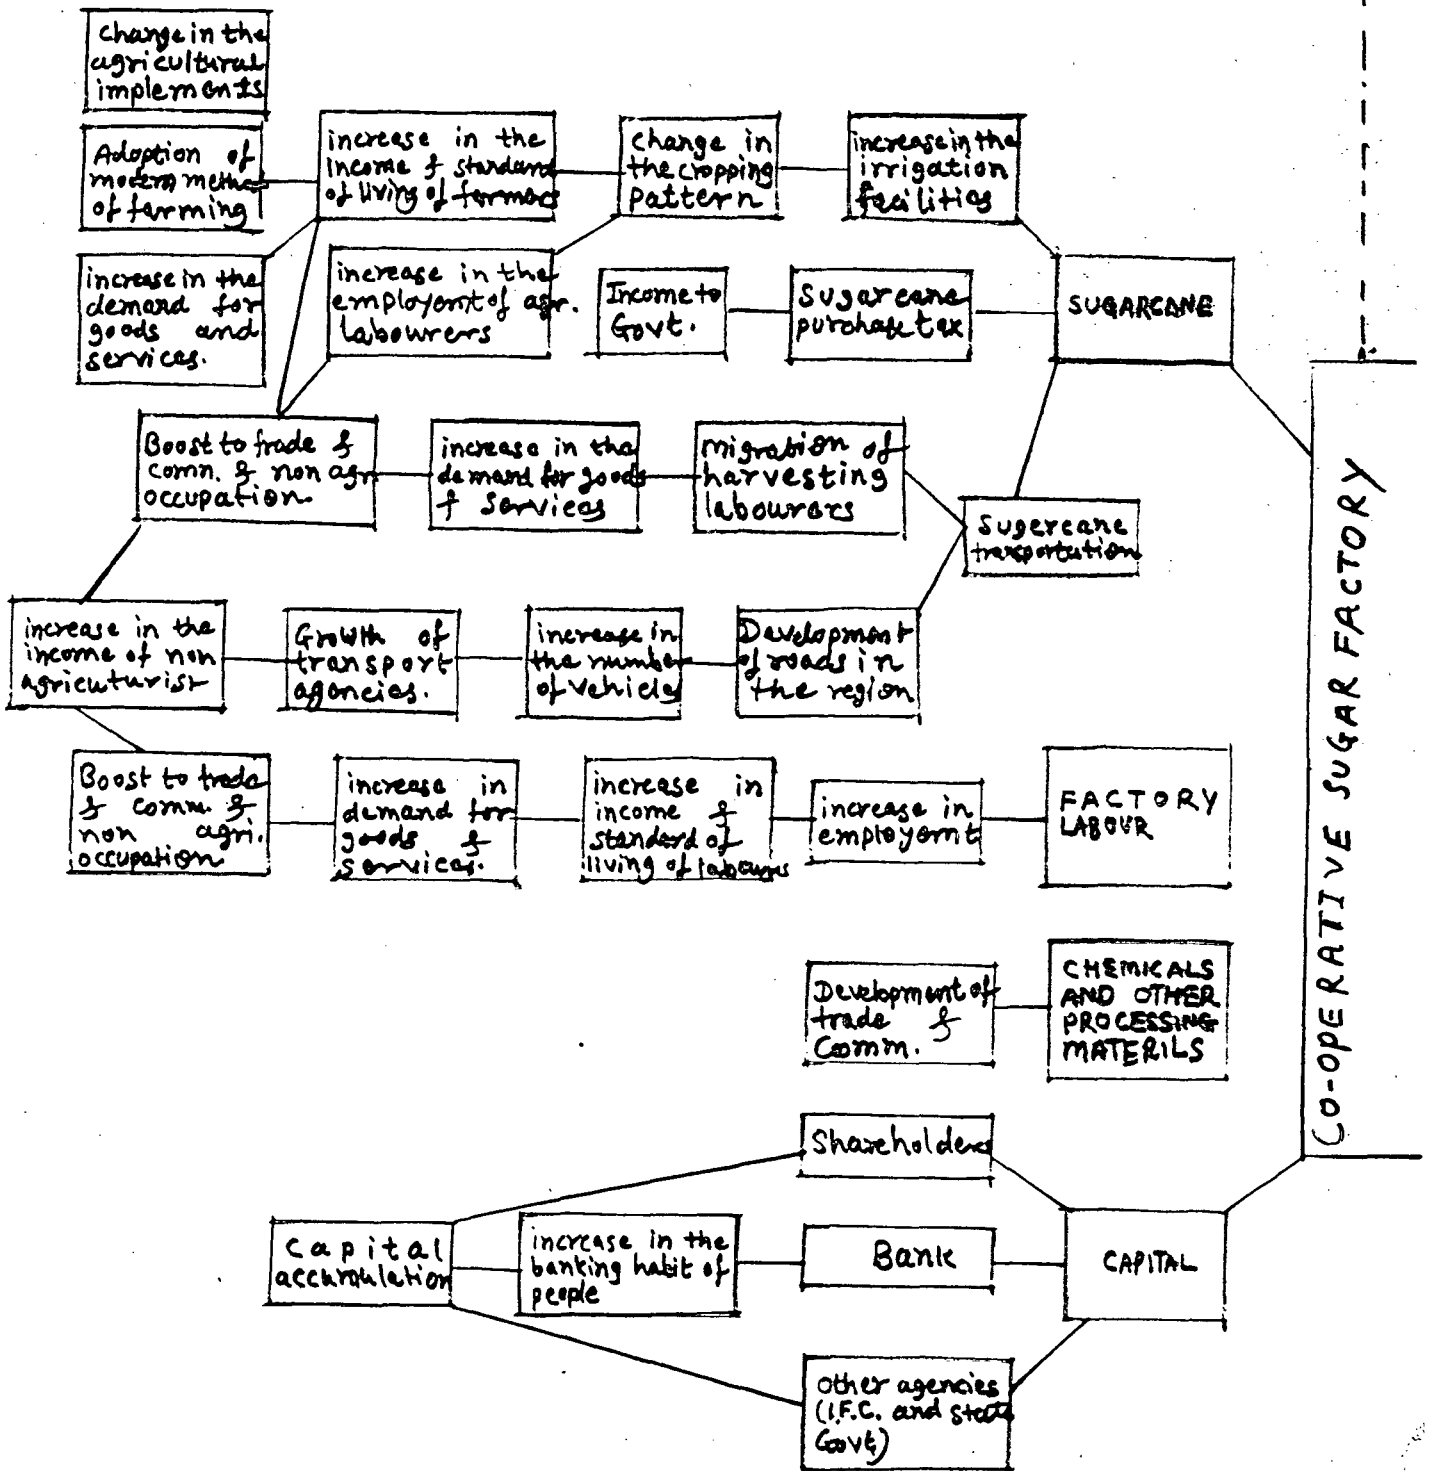 change in the
agricultural
implements
Adoption of
modern method
of farming
increase in the
income & standard
of living of farmers
change in
the cropping
pattern
increase in the
irrigation
facilities
increase in the
demand for
goods and
services.
increase in the
employemt of agr.
labourers
Income to
Govt.
Sugarcane
purchase tax
SUGARCANE
Boost to trade &
comn. & non agr.
occupation.
increase in the
demand for goods
& services
migration of
harvesting
labourers
Sugercane
transportation
increase in the
income of non
agricuturist
Growth of
transport
agencies.
increase in
the number
of vehicles
Development
of roads in
the region
Boost to trade
& comm. &
non agri.
occupation
increase in
demand for
goods &
services.
increase in
income &
standard of
living of labours
increase in
employemt
FACTORY
LABOUR
Development of
trade &
Comm.
CHEMICALS
AND OTHER
PROCESSING
MATERILS
Shareholders
Capital
accumulation
increase in the
banking habit of
people
Bank
CAPITAL
Other agencies
(I.F.C. and state
Govt)
CO-OPERATIVE SUGAR FACTORY